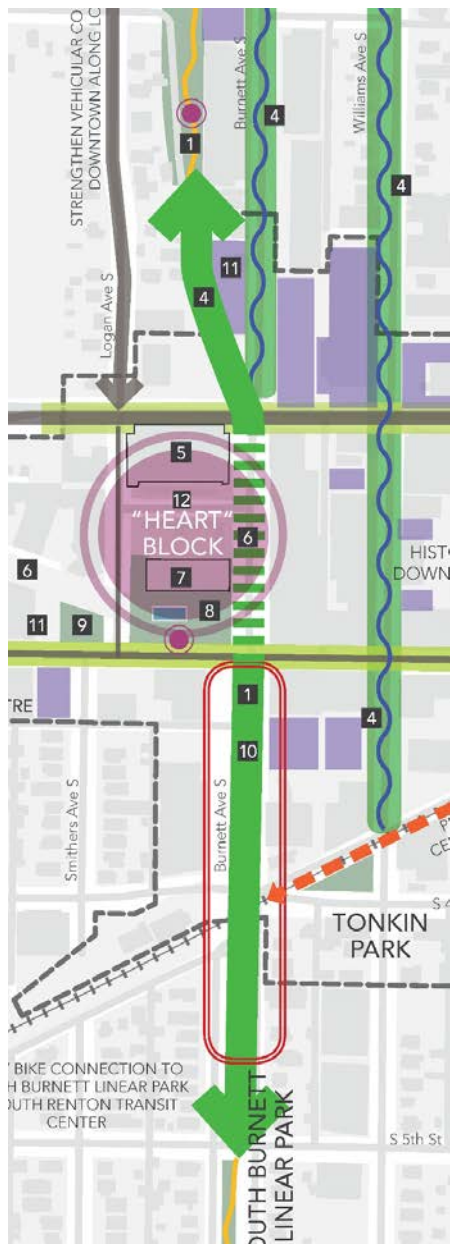 STRENGTHEN VEHICULAR CO
DOWNTOWN ALONG LO
Burnett Ave S
Williams Ave S
4
1
4
4
11
4
Logan Ave S
5
12
"HEART"
BLOCK
6
7
8
6
11
9
HIST
DOWN
TRE
1
10
4
Smithers Ave S
Burnett Ave S
S 4
TONKIN
PARK
BIKE CONNECTION TO
H BURNETT LINEAR PARK
OUTH RENTON TRANSIT
CENTER
S 5th St
OUTH BURNETT
LINEAR PARK